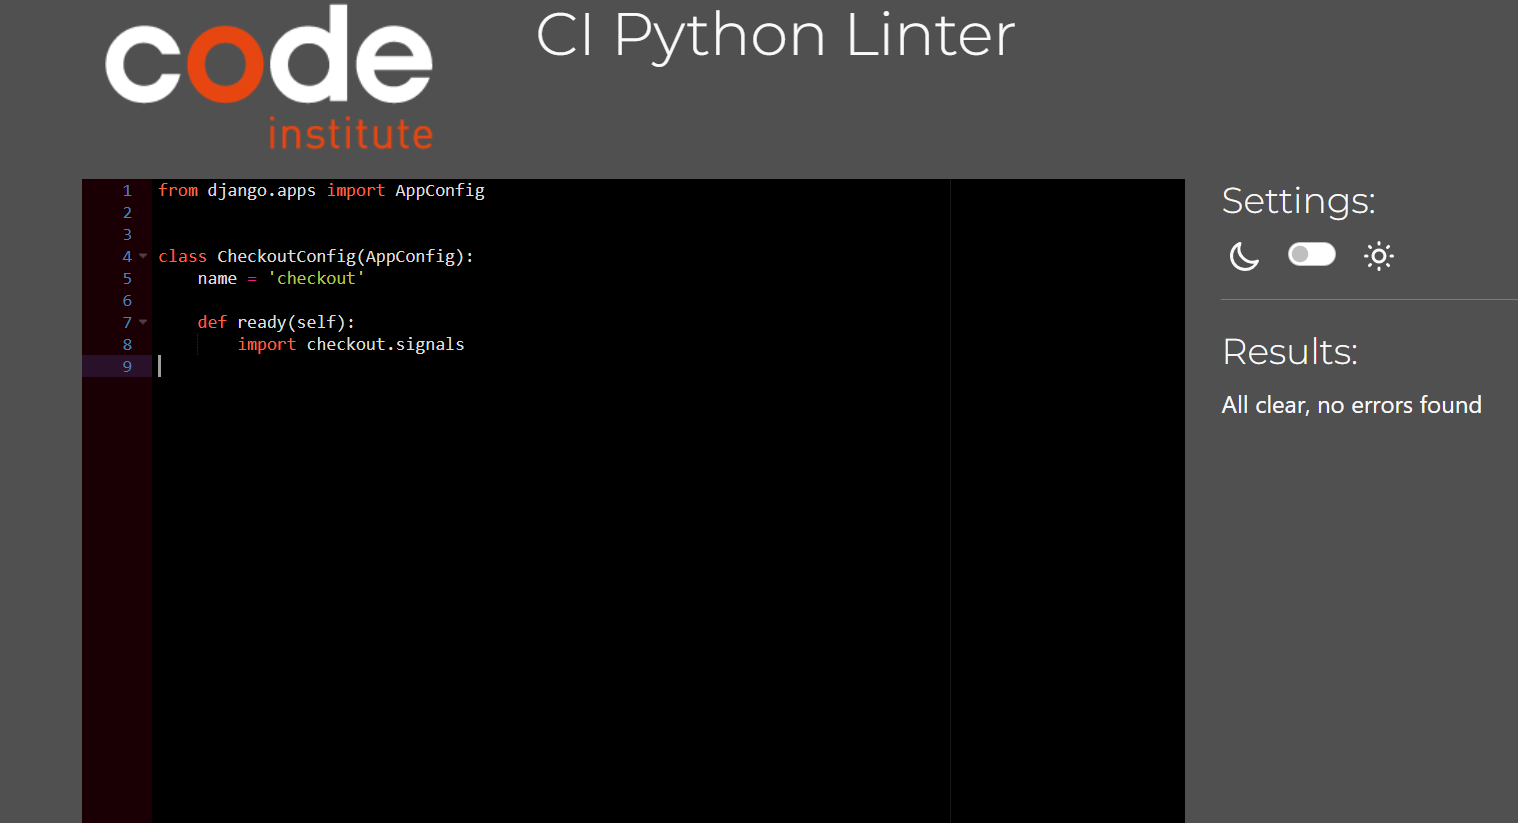 code
institute
CI Python Linter
1 from django.apps import AppConfig
2
3
4 class CheckoutConfig(AppConfig):
5     name = 'checkout'
6
7     def ready(self):
8         import checkout.signals
9
Settings:
Results:
All clear, no errors found